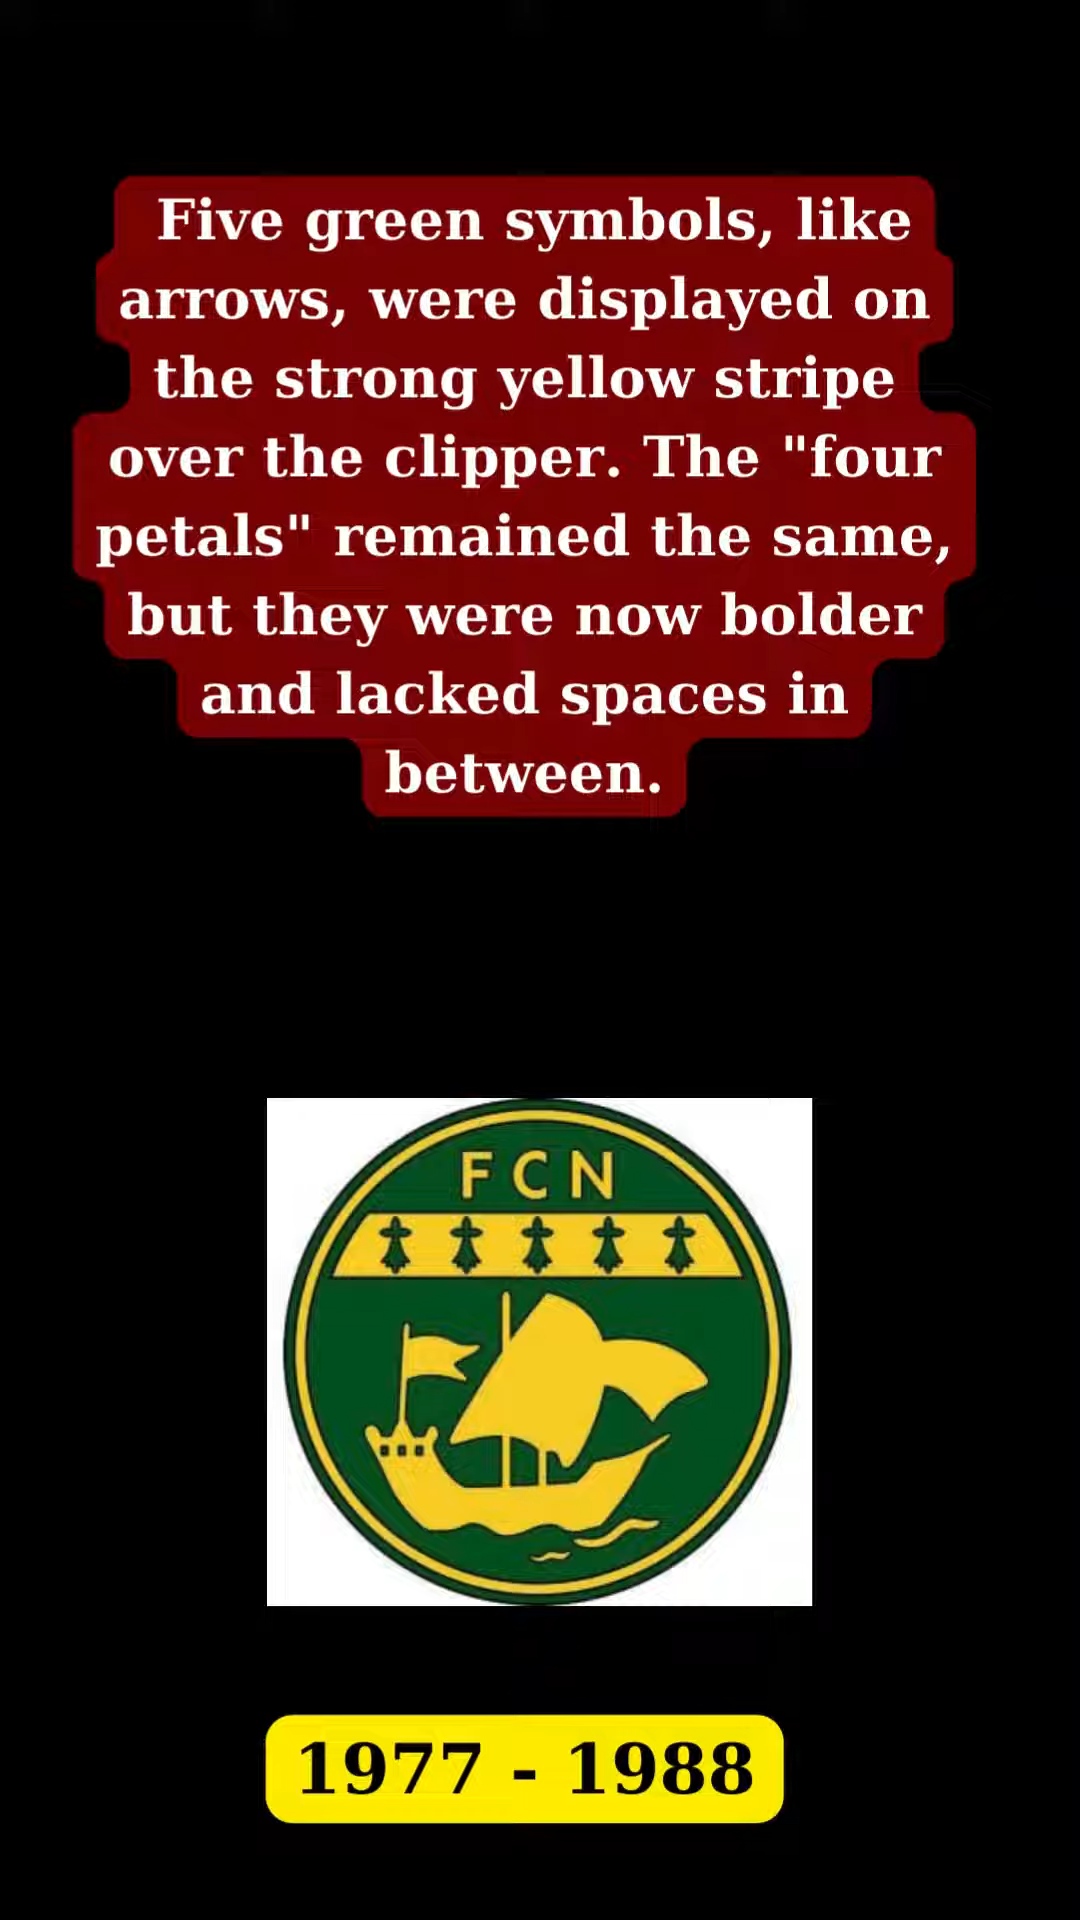 Five green symbols, like
arrows, were displayed on
the strong yellow stripe
over the clipper. The "four
petals" remained the same,
but they were now bolder
and lacked spaces in
between.
FCN
1977 - 1988